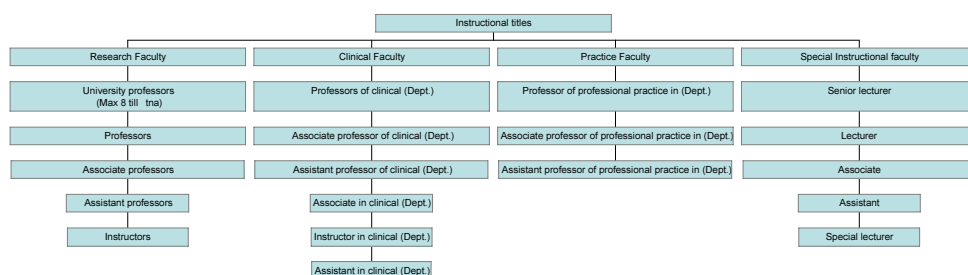 Instructional titles
Research Faculty
Clinical Faculty
Practice Faculty
Special Instructional faculty
University professors
(Max 8 till tna)
Professors of clinical (Dept.)
Professor of professional practice in (Dept.)
Senior lecturer
Professors
Associate professor of clinical (Dept.)
Associate professor of professional practice in (Dept.)
Lecturer
Associate professors
Assistant professor of clinical (Dept.)
Assistant professor of professional practice in (Dept.)
Associate
Assistant professors
Associate in clinical (Dept.)
Assistant
Instructors
Instructor in clinical (Dept.)
Special lecturer
Assistant in clinical (Dept.)